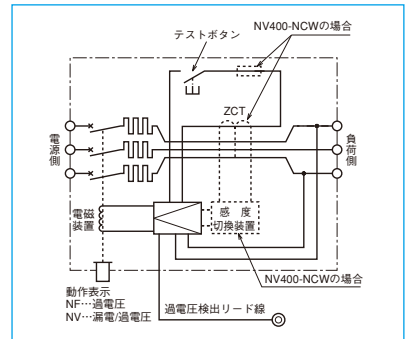 テストボタン
NV400-NCWの場合
ZCT
電源側
負荷側
電磁
装置
感度
切換装置
NV400-NCWの場合
動作表示
NF…過電圧
NV…漏電/過電圧
過電圧検出リード線